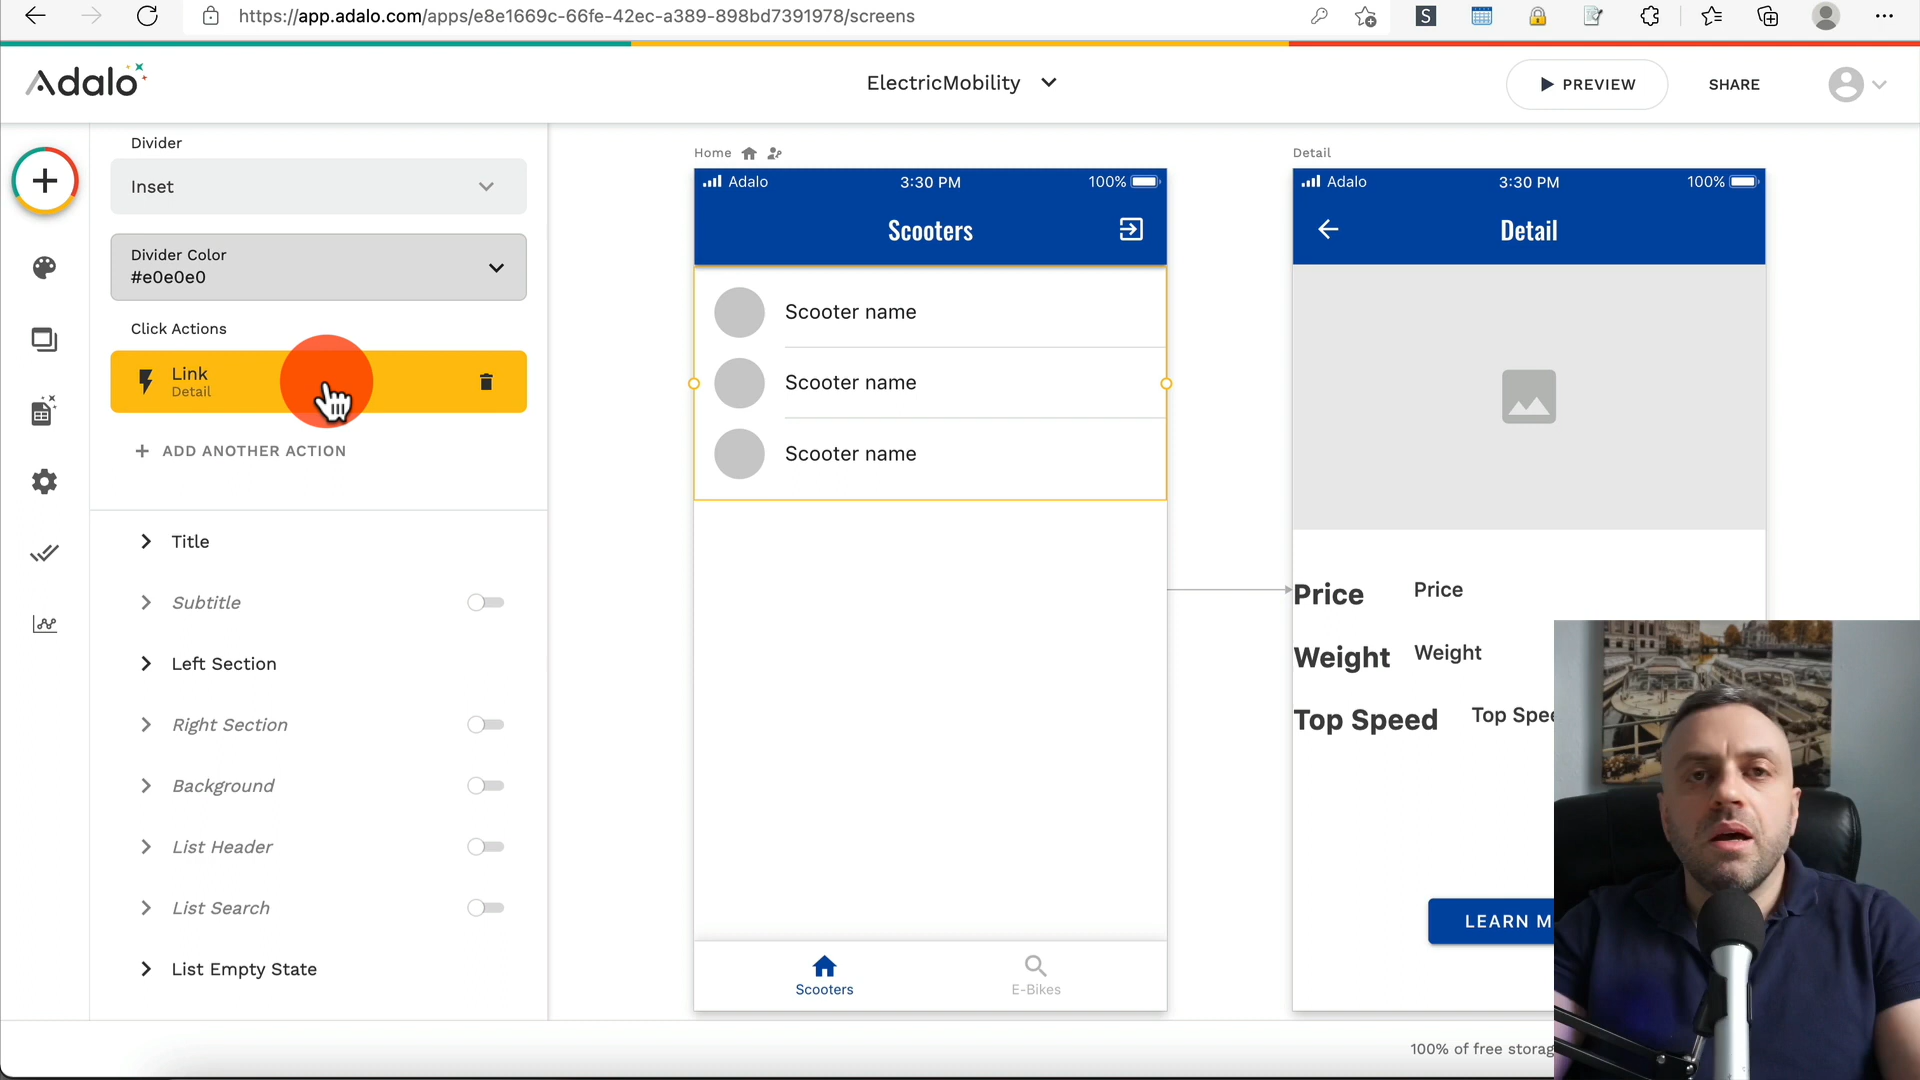 https://app.adalo.com/apps/e8e1669c-66fe-42ec-a389-898bd7391978/screens
S
Adalo
ElectricMobility
PREVIEW
SHARE
Divider
Inset
Divider Color
#e0e0e0
Click Actions
Link
Detail
ADD ANOTHER ACTION
Title
Subtitle
Left Section
Right Section
Background
List Header
List Search
List Empty State
Home
Adalo 3:30 PM 100%
Scooters
Scooter name
Scooter name
Scooter name
Scooters
E-Bikes
Detail
Adalo 3:30 PM 100%
Detail
Price Price
Weight Weight
Top Speed Top Spee
LEARN M
100% of free storag